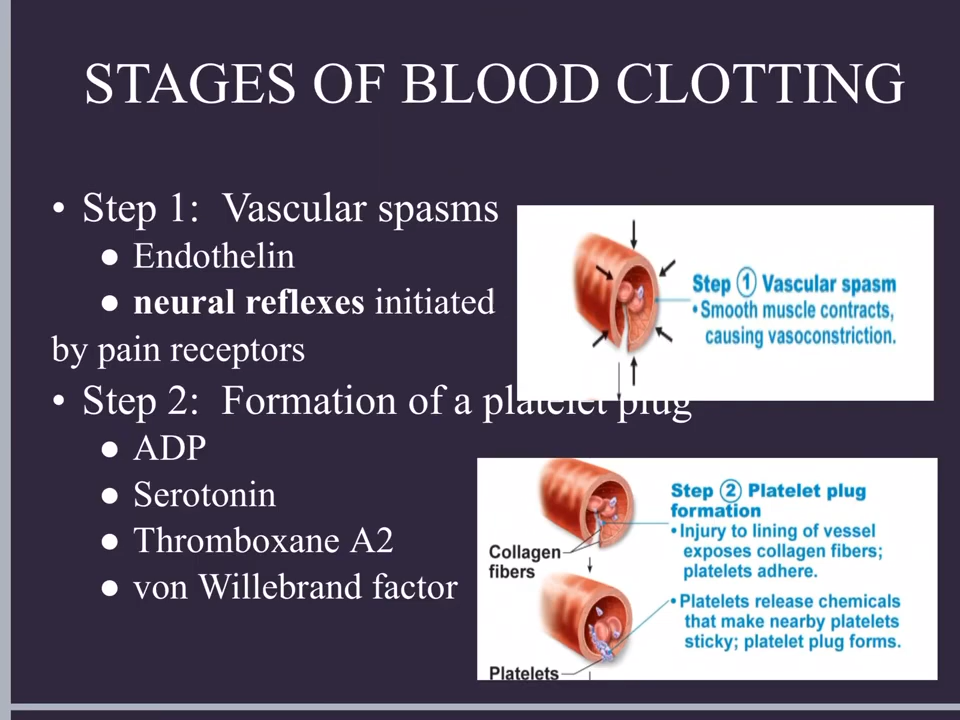 STAGES OF BLOOD CLOTTING
• Step 1: Vascular spasms
● Endothelin
● neural reflexes initiated
by pain receptors
Step ① Vascular spasm
• Smooth muscle contracts,
causing vasoconstriction.
• Step 2: Formation of a platelet plug
● ADP
● Serotonin
● Thromboxane A2
● von Willebrand factor
Collagen
fibers
Platelets
Step ② Platelet plug
formation
• Injury to lining of vessel
exposes collagen fibers;
platelets adhere.
• Platelets release chemicals
that make nearby platelets
sticky; platelet plug forms.